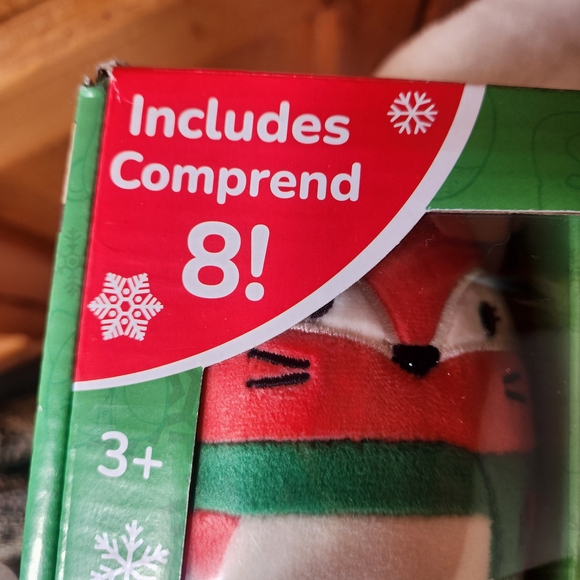 Includes
Comprend
8!
3+